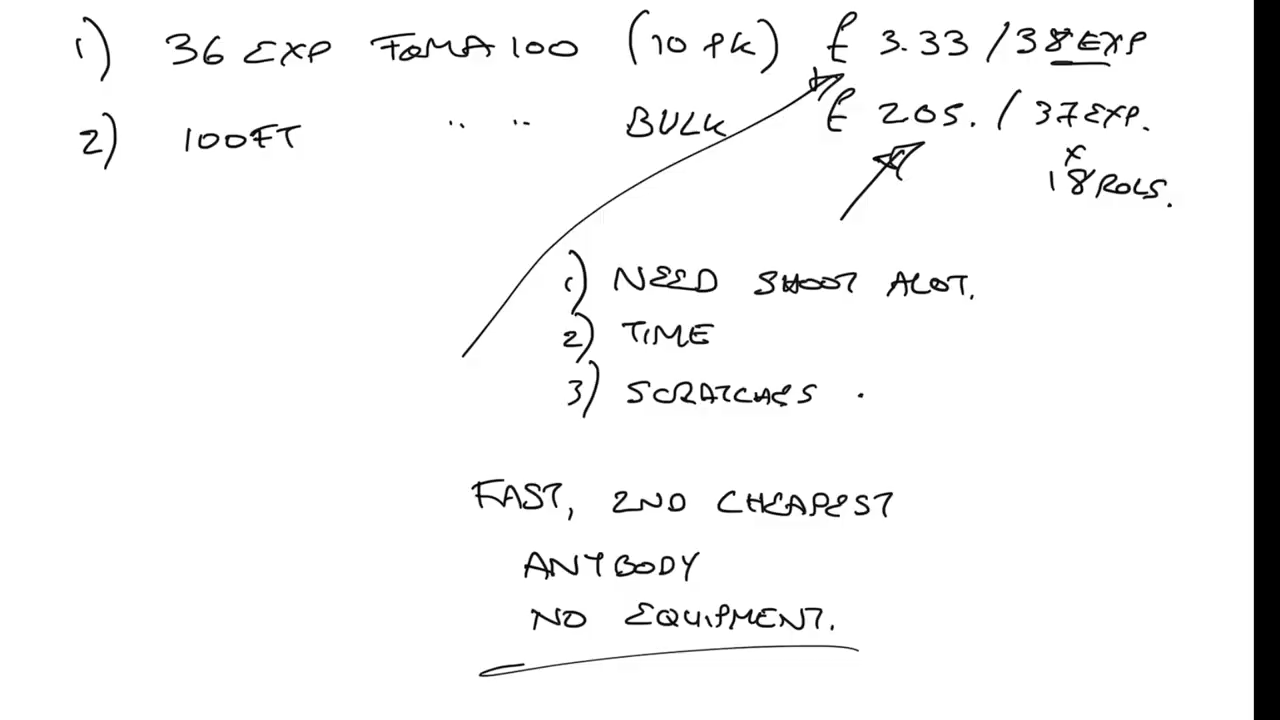 1) 36 EXP FOMA 100 (10 PK) £ 3.33 / 38 EXP
2) 100FT " " BULK £ 205. / 37 EXP.
x
18 ROLS.
1) NEED SHOOT ALOT.
2) TIME
3) SCRATCHES .
FAST, 2ND CHEAPEST
ANYBODY
NO EQUIPMENT.